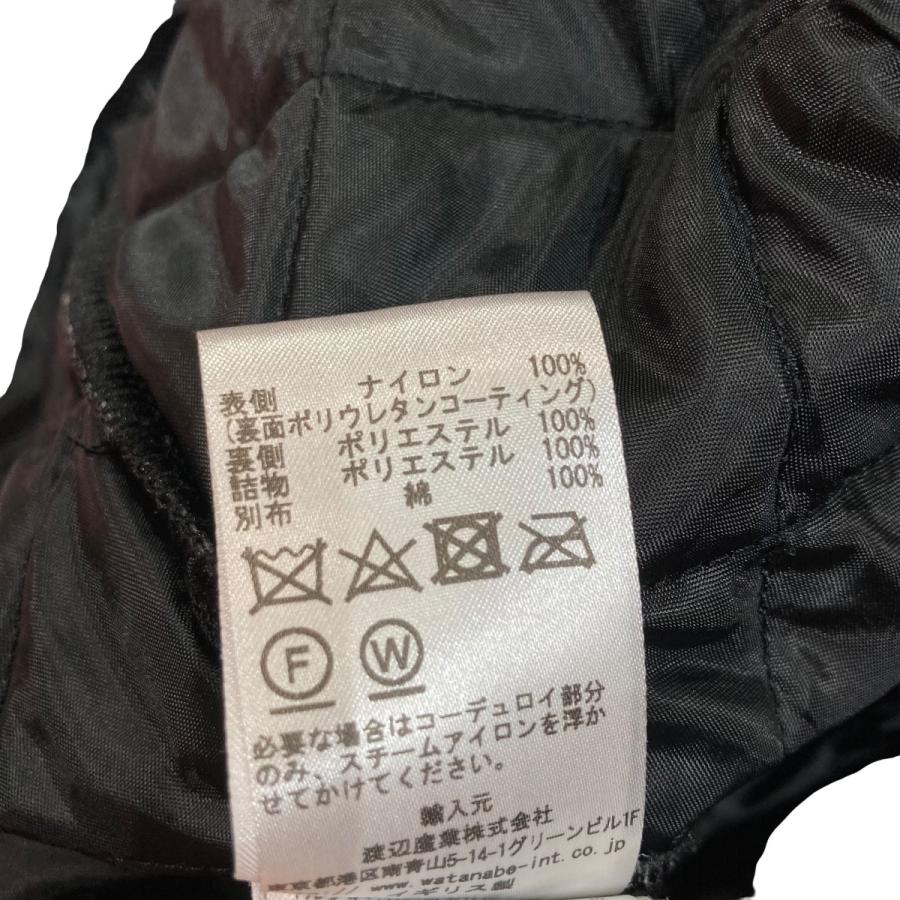 表側 ナイロン 100%
(裏面ポリウレタンコーティング)
裏側 ポリエステル 100%
詰物 ポリエステル 100%
別布 綿 100%
F W
必要な場合はコーデュロイ部分
のみ、スチームアイロンを浮か
せてかけてください。
輸入元
渡辺産業株式会社
東京都港区南青山5-14-1グリーンビル1F
www.watanabe-int.co.jp
イギリス製